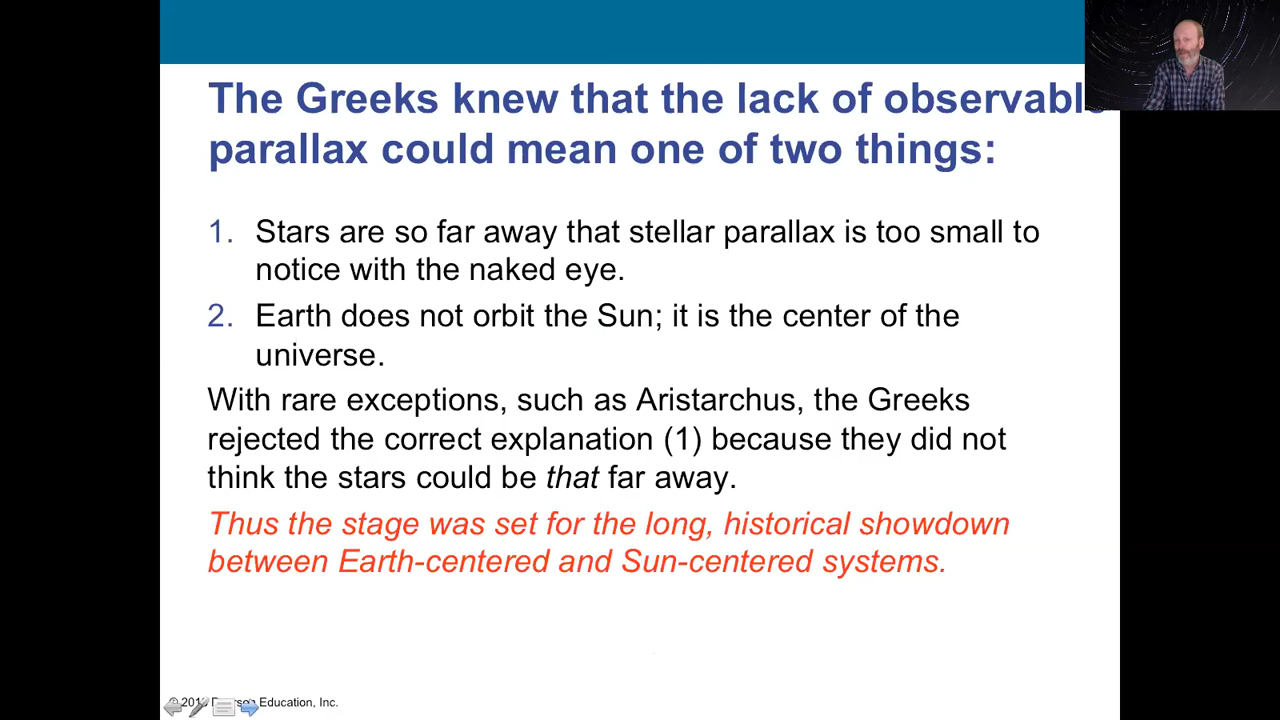 The Greeks knew that the lack of observabl
parallax could mean one of two things:
1. Stars are so far away that stellar parallax is too small to
notice with the naked eye.
2. Earth does not orbit the Sun; it is the center of the
universe.
With rare exceptions, such as Aristarchus, the Greeks
rejected the correct explanation (1) because they did not
think the stars could be that far away.
Thus the stage was set for the long, historical showdown
between Earth-centered and Sun-centered systems.
Education, Inc.